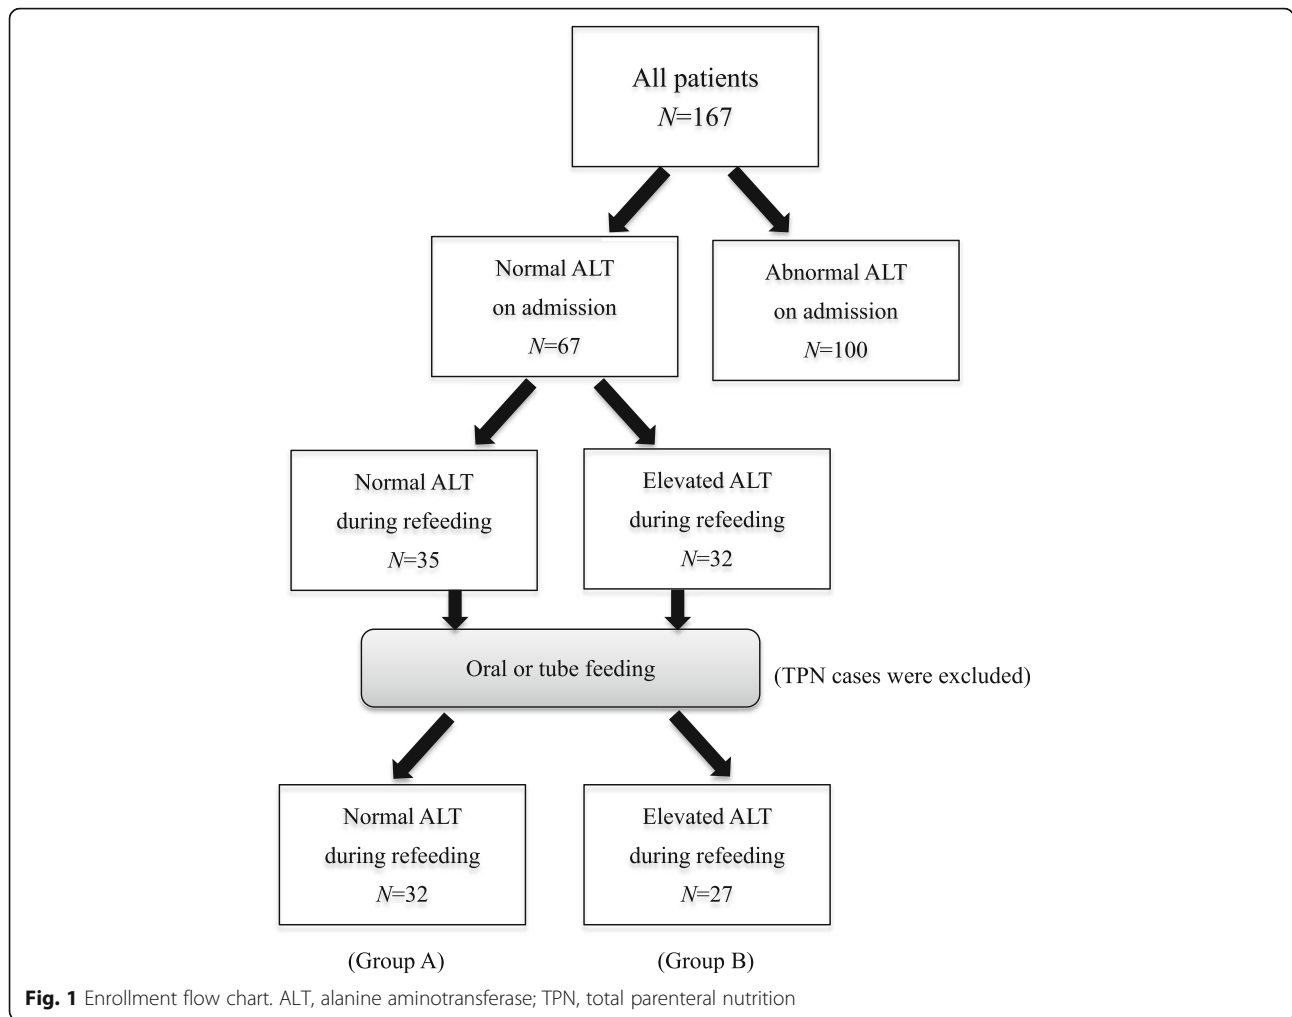 All patients
N=167
Normal ALT
on admission
N=67
Abnormal ALT
on admission
N=100
Normal ALT
during refeeding
N=35
Elevated ALT
during refeeding
N=32
Oral or tube feeding
(TPN cases were excluded)
Normal ALT
during refeeding
N=32
Elevated ALT
during refeeding
N=27
(Group A)
(Group B)
Fig. 1 Enrollment flow chart. ALT, alanine aminotransferase; TPN, total parenteral nutrition